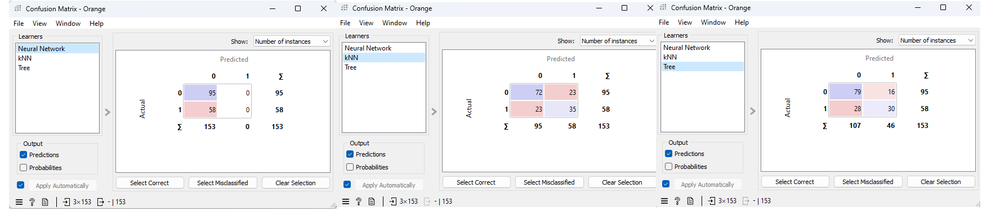 Confusion Matrix - Orange
File View Window Help
Learners
Neural Network
kNN
Tree
Output
Predictions
Probabilities
Apply Automatically
Show: Number of instances
Predicted
0 1 Σ
Actual
0 95 0 95
1 58 0 58
Σ 153 0 153
Select Correct Select Misclassified Clear Selection
3×153 - | 153
Confusion Matrix - Orange
File View Window Help
Learners
Neural Network
kNN
Tree
Output
Predictions
Probabilities
Apply Automatically
Show: Number of instances
Predicted
0 1 Σ
Actual
0 72 23 95
1 23 35 58
Σ 95 58 153
Select Correct Select Misclassified Clear Selection
3×153 - | 153
Confusion Matrix - Orange
File View Window Help
Learners
Neural Network
kNN
Tree
Output
Predictions
Probabilities
Apply Automatically
Show: Number of instances
Predicted
0 1 Σ
Actual
0 79 16 95
1 28 30 58
Σ 107 46 153
Select Correct Select Misclassified Clear Selection
3×153 - | 153